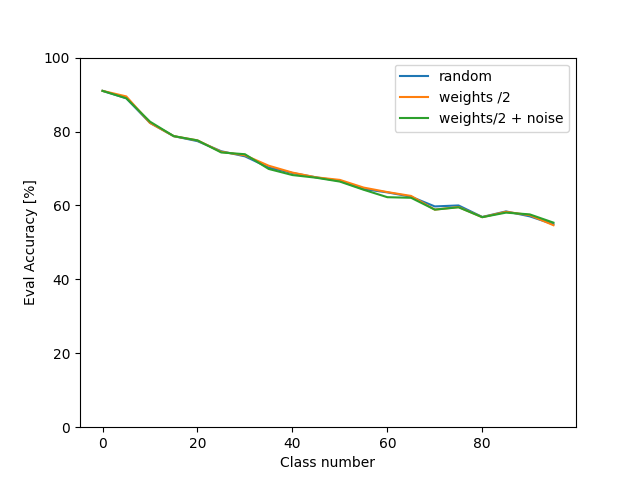 100
80
60
40
20
0
Eval Accuracy [%]
random
weights /2
weights/2 + noise
0 20 40 60 80
Class number